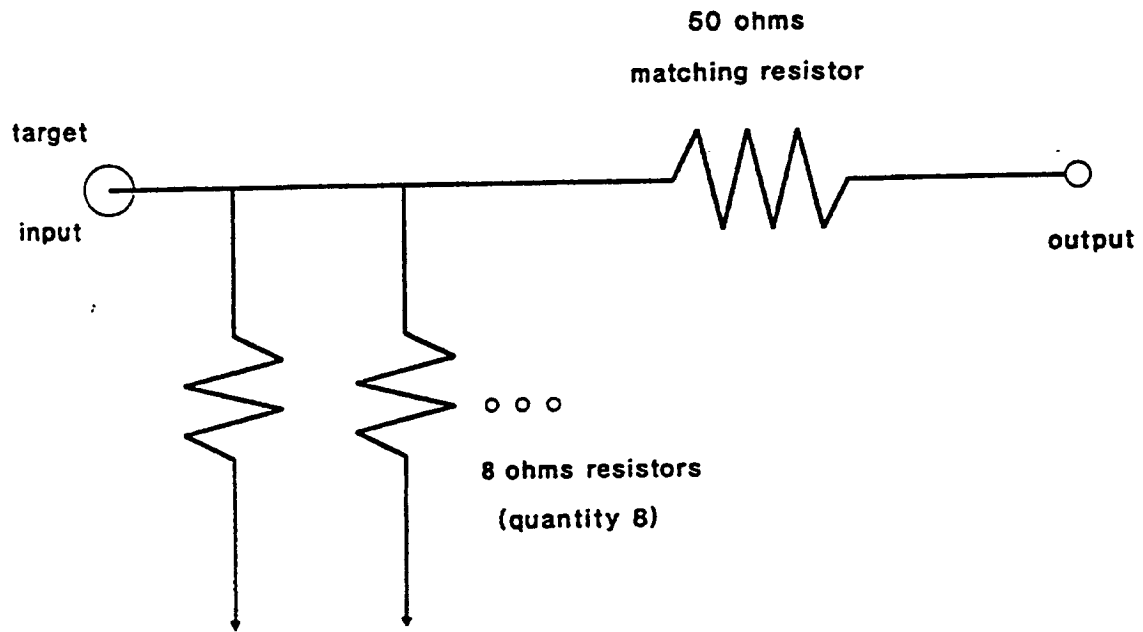 50 ohms
matching resistor
target
input
output
8 ohms resistors
(quantity 8)